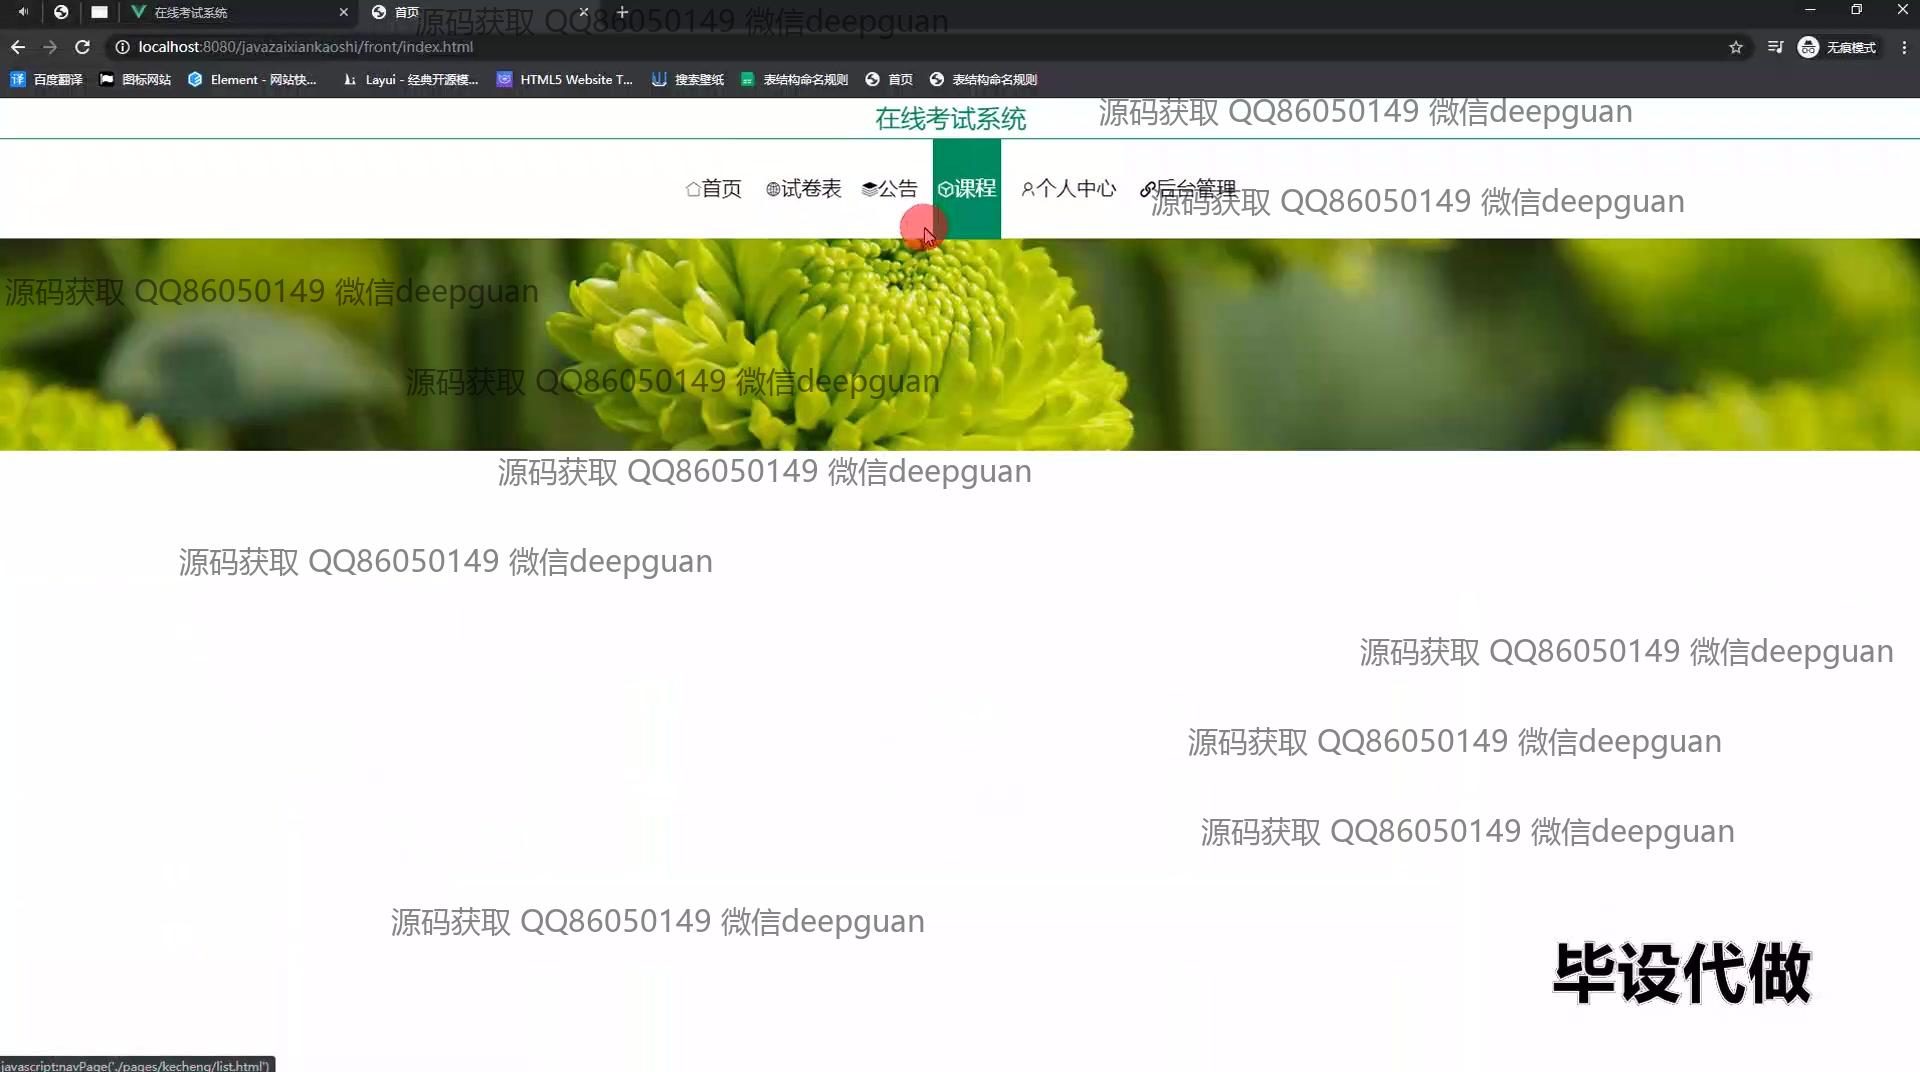 在线考试系统
首页
源码获取 QQ86050149 微信deepguan
localhost:8080/javazaixiankaoshi/front/index.html
无痕模式
百度翻译
图标网站
Element - 网站快...
Layui - 经典开源模...
HTML5 Website T...
搜索壁纸
表结构命名规则
首页
表结构命名规则
在线考试系统
源码获取 QQ86050149 微信deepguan
首页
试卷表
公告
课程
个人中心
后台管理
源码获取 QQ86050149 微信deepguan
源码获取 QQ86050149 微信deepguan
源码获取 QQ86050149 微信deepguan
源码获取 QQ86050149 微信deepguan
源码获取 QQ86050149 微信deepguan
源码获取 QQ86050149 微信deepguan
源码获取 QQ86050149 微信deepguan
源码获取 QQ86050149 微信deepguan
源码获取 QQ86050149 微信deepguan
毕设代做
javascript:navPage('./pages/kecheng/list.html')